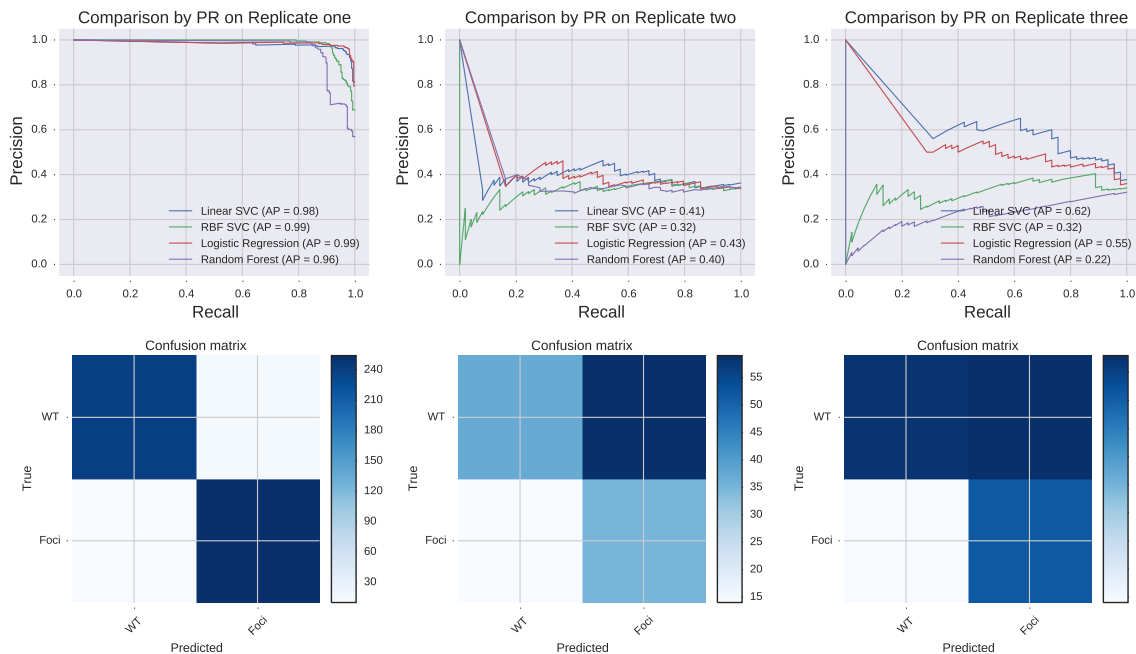 Comparison by PR on Replicate one
1.0
0.8
0.6
0.4
0.2
0.0
Precision
Linear SVC (AP = 0.98)
RBF SVC (AP = 0.99)
Logistic Regression (AP = 0.99)
Random Forest (AP = 0.96)
0.0 0.2 0.4 0.6 0.8 1.0
Recall
Comparison by PR on Replicate two
1.0
0.8
0.6
0.4
0.2
0.0
Precision
Linear SVC (AP = 0.41)
RBF SVC (AP = 0.32)
Logistic Regression (AP = 0.43)
Random Forest (AP = 0.40)
0.0 0.2 0.4 0.6 0.8 1.0
Recall
Comparison by PR on Replicate three
1.0
0.8
0.6
0.4
0.2
0.0
Precision
Linear SVC (AP = 0.62)
RBF SVC (AP = 0.32)
Logistic Regression (AP = 0.55)
Random Forest (AP = 0.22)
0.0 0.2 0.4 0.6 0.8 1.0
Recall
Confusion matrix
WT
Foci
True
WT Foci
Predicted
240
210
180
150
120
90
60
30
Confusion matrix
WT
Foci
True
WT Foci
Predicted
55
50
45
40
35
30
25
20
15
Confusion matrix
WT
Foci
True
WT Foci
Predicted